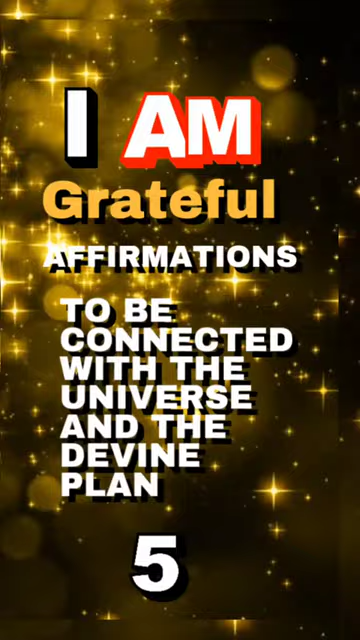 I AM
Grateful
AFFIRMATIONS
TO BE
CONNECTED
WITH THE
UNIVERSE
AND THE
DEVINE
PLAN
5